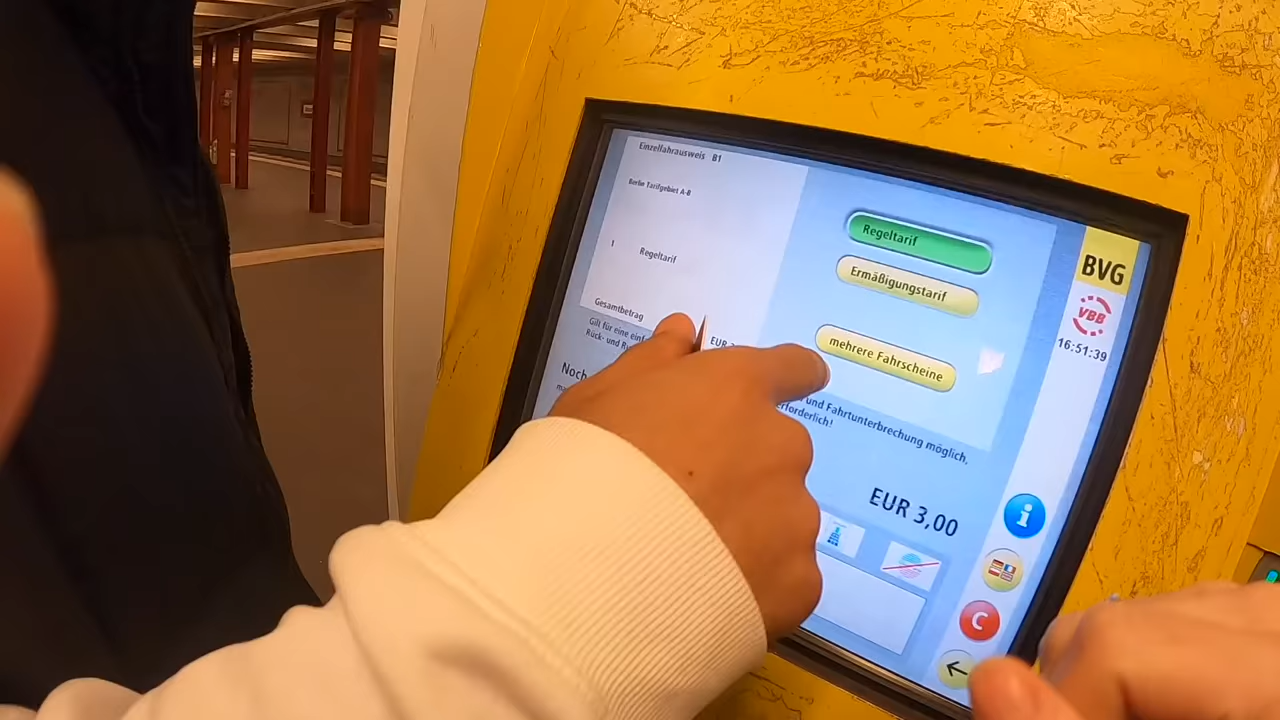 Einzelfahrausweis B1
Berlin Tarifgebiet A-B
1 Regeltarif
Gesamtbetrag
EUR
Gilt für eine
Rück- und
Noch
Regeltarif
Ermäßigungstarif
mehrere Fahrscheine
und Fahrtunterbrechung möglich,
erforderlich!
EUR 3,00
BVG
VBB
16:51:39
i
C